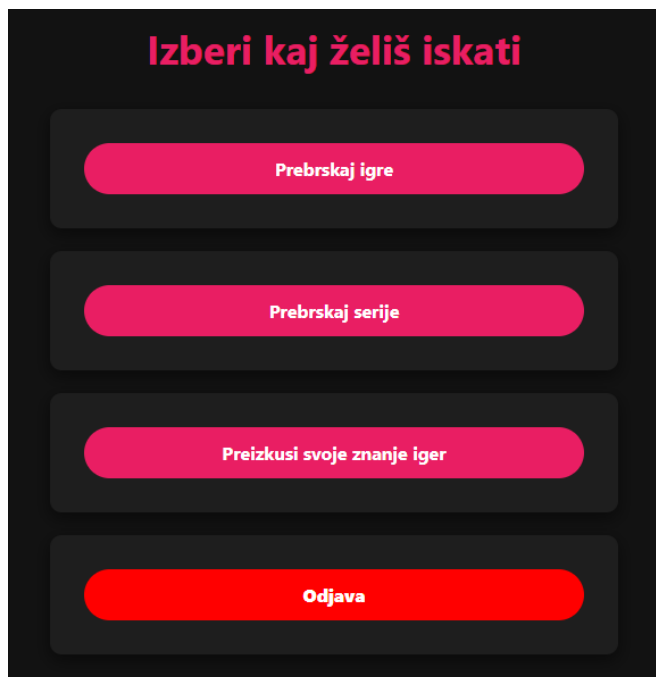 Izberi kaj želiš iskati
Prebrskaj igre
Prebrskaj serije
Preizkusi svoje znanje iger
Odjava